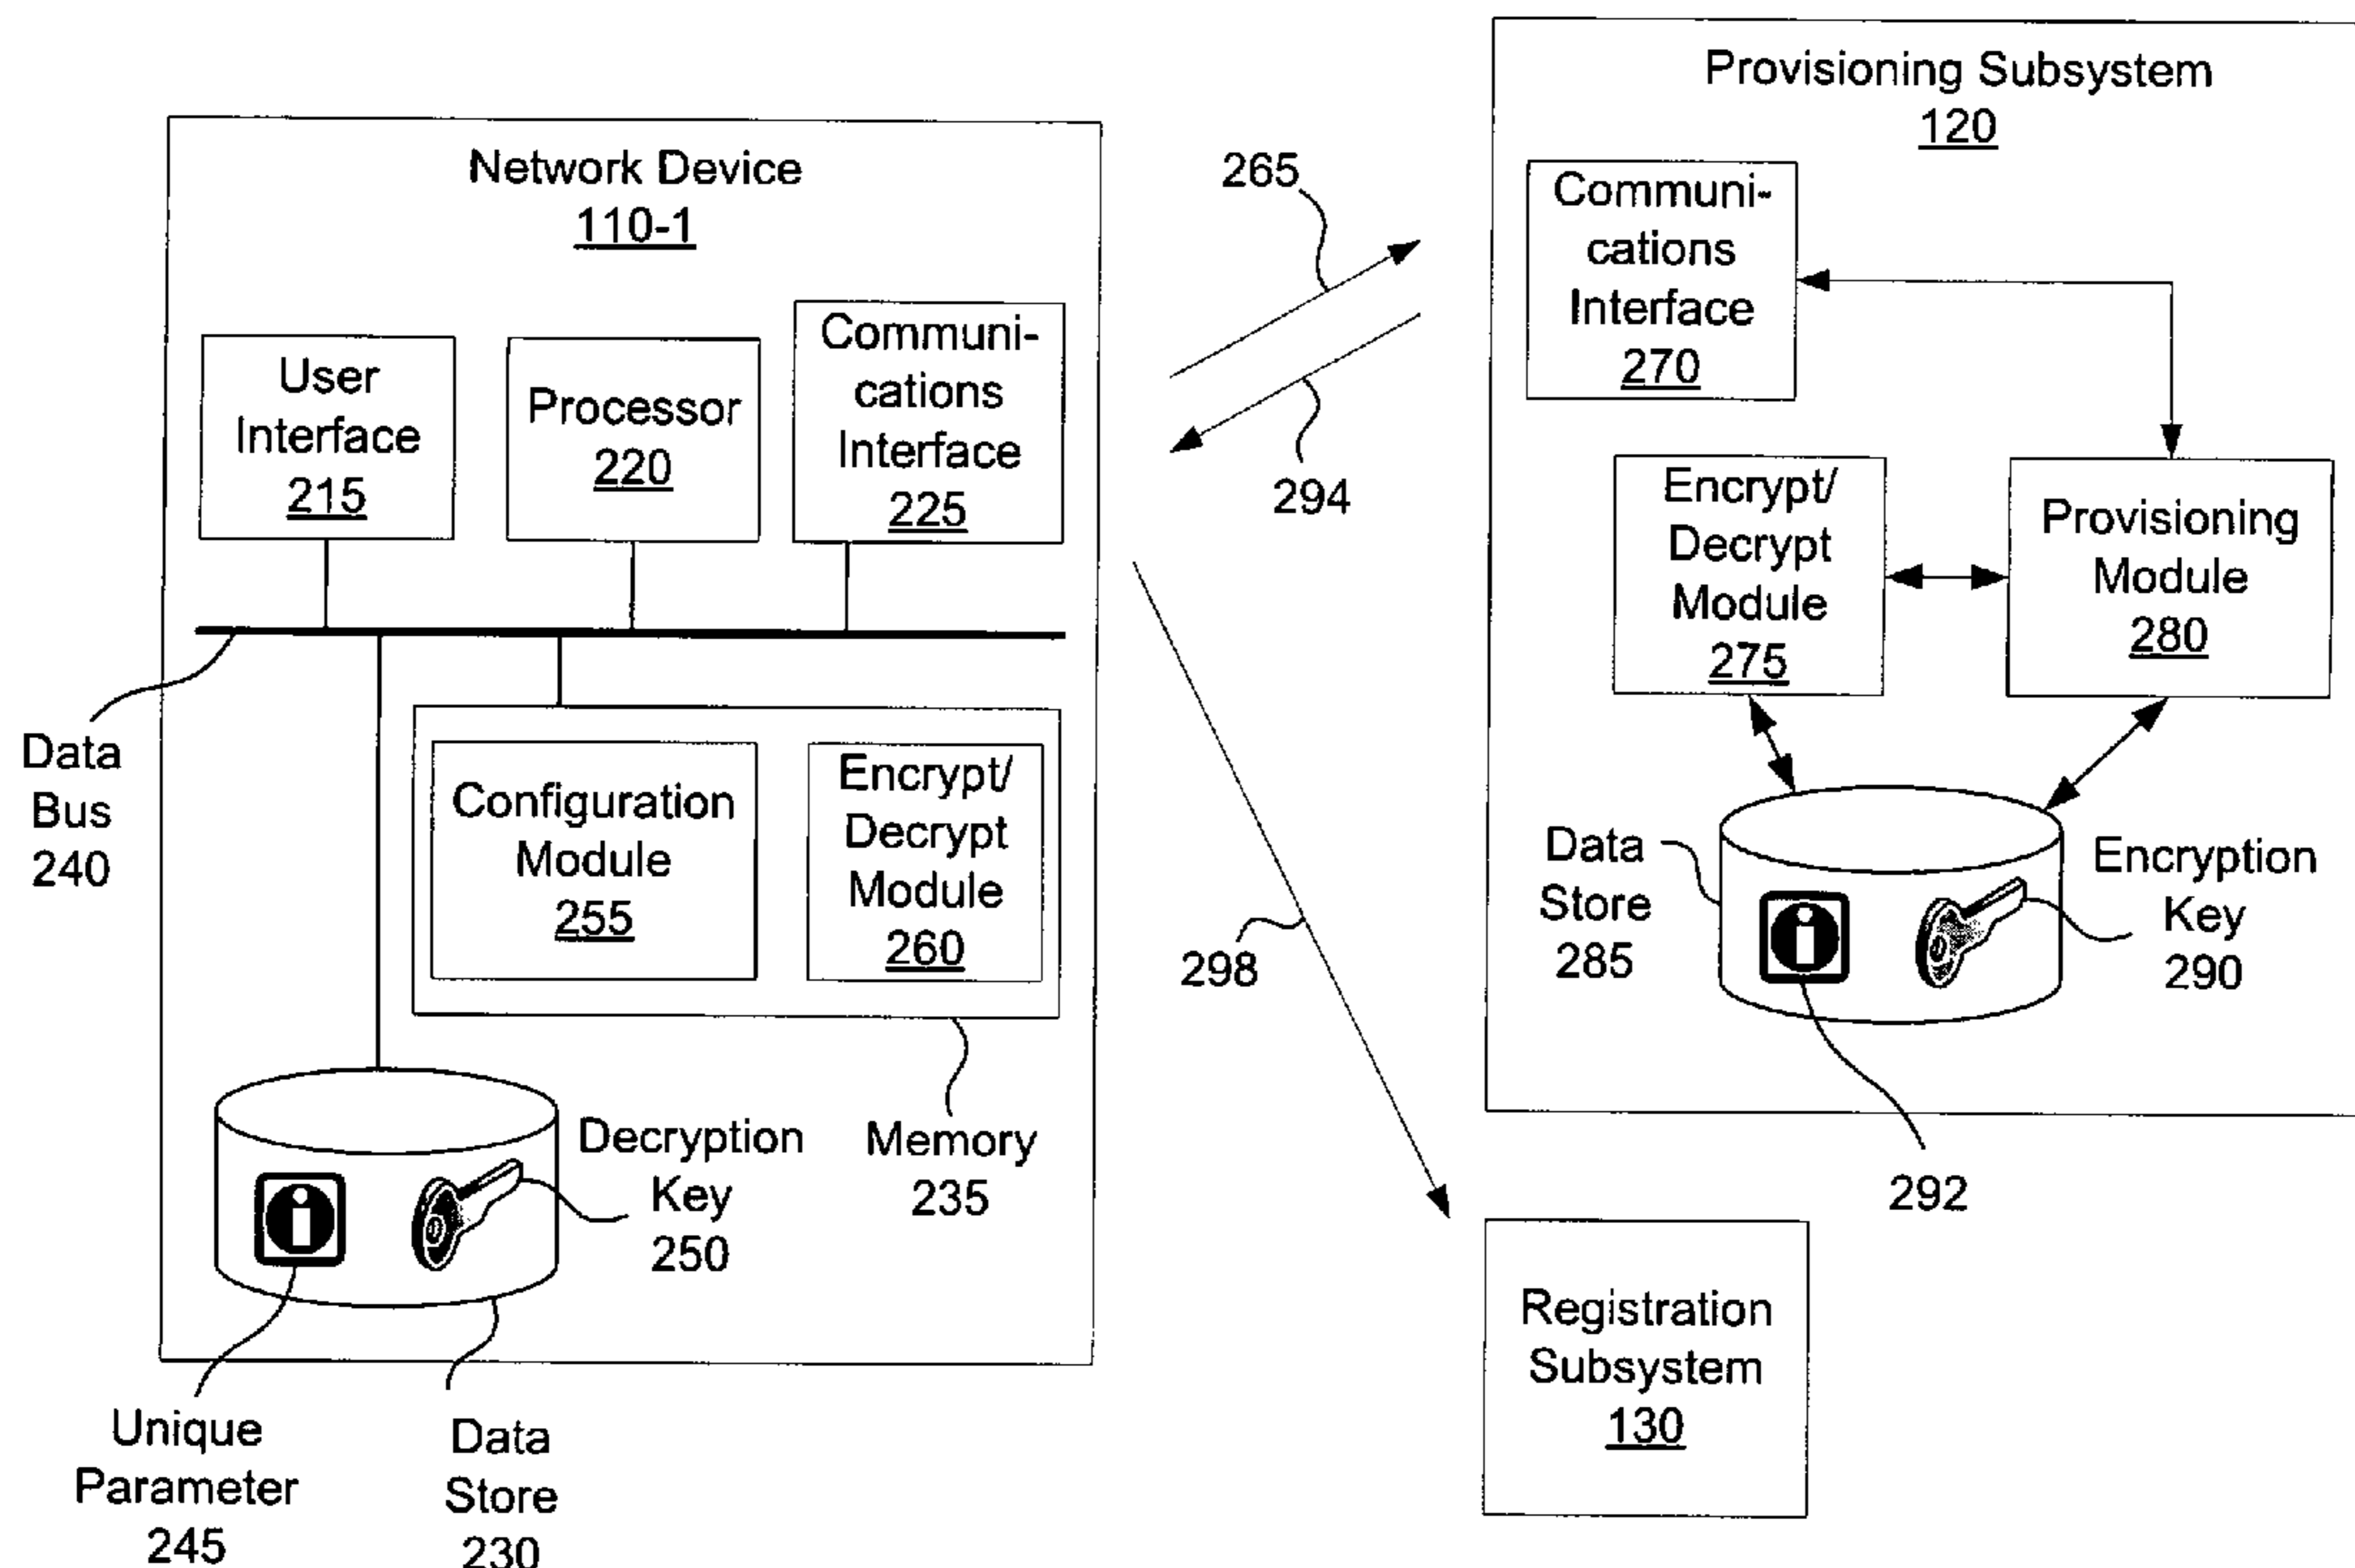 Provisioning Subsystem
120
Network Device
110-1
265
Communi-
cations
Interface
270
User
Interface
215
Processor
220
Communi-
cations
Interface
225
294
Encrypt/
Decrypt
Module
275
Provisioning
Module
280
Data
Bus
240
Configuration
Module
255
Encrypt/
Decrypt
Module
260
298
Data
Store
285
Encryption
Key
290
Decryption
Key
250
Memory
235
292
Registration
Subsystem
130
Unique
Parameter
245
Data
Store
230